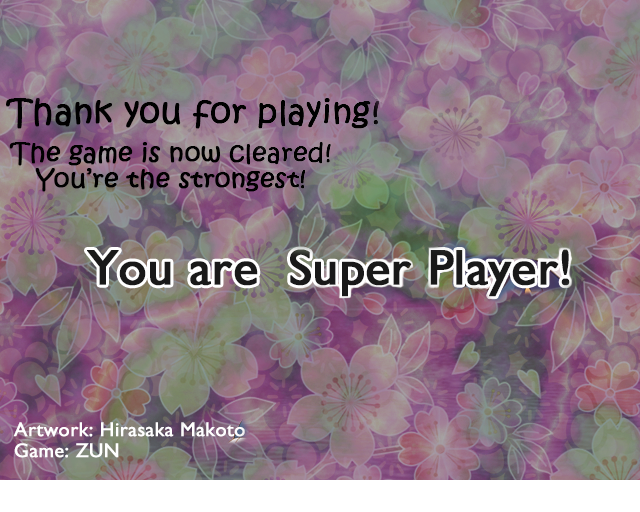 Thank you for playing!
The game is now cleared!
You're the strongest!
You are Super Player!
Artwork: Hirasaka Makoto
Game: ZUN